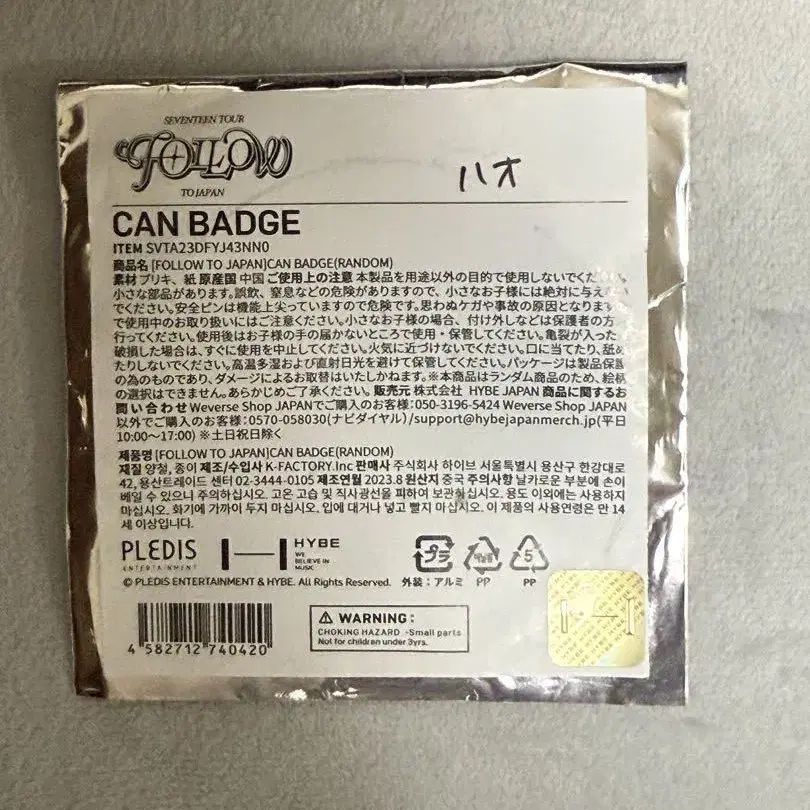 SEVENTEEN TOUR
FOLLOW
TO JAPAN
ハオ
CAN BADGE
ITEM SVTA23DFYJ43NN0
商品名 [FOLLOW TO JAPAN]CAN BADGE(RANDOM)
素材 ブリキ、紙 原産国 中国 ご使用上の注意 本製品を用途以外の目的で使用しないでくださ
小さな部品があります。誤飲、窒息などの危険がありますので、小さなお子様には絶対に与え
でください。安全ピンは機能上尖っていますので危険です。思わぬケガや事故の原因となります
で使用中のお取り扱いにはご注意ください。小さなお子様の場合、付け外しなどは保護者の方
行ってください。使用後はお子様の手の届かないところで使用・保管してください。亀裂が入った
破損した場合は、すぐに使用を中止してください。火気に近づけないでください。口に当てたり、舐め
たりしないでください。高温多湿および直射日光を避けて保管してください。パッケージは製品保護
の為のものであり、ダメージによるお取替はいたしかねます。※本商品はランダム商品のため、絵柄
の選択はできません。あらかじめご了承ください。販売元 株式会社 HYBE JAPAN 商品に関するお
問い合わせ Weverse Shop JAPANでご購入のお客様:050-3196-5424 Weverse Shop JAPAN
以外でご購入のお客様:0570-058030(ナビダイヤル)/support@hybejapanmerch.jp(平日
10:00～17:00) ※土日祝日除く
제품명 [FOLLOW TO JAPAN]CAN BADGE(RANDOM)
재질 양철, 종이 제조/수입사 K-FACTORY.Inc 판매사 주식회사 하이브 서울특별시 용산구 한강대로
42, 용산트레이드 센터 02-3444-0105 제조연월 2023.8 원산지 중국 주의사항 날카로운 부분에 손이
베일 수 있으니 주의하십시오. 고온 고습 및 직사광선을 피하여 보관하십시오. 용도 이외에는 사용하지
마십시오. 화기에 가까이 두지 마십시오. 입에 대거나 넣고 빨지 마십시오. 이 제품의 사용연령은 만 14
세 이상입니다.
PLEDIS
ENTERTAINMENT
HYBE
WE
BELIEVE IN
MUSIC
プラ
5
外装：アルミ PP PP
© PLEDIS ENTERTAINMENT & HYBE. All Rights Reserved.
4 582712 740420
WARNING:
CHOKING HAZARD -Small parts
Not for children under 3yrs.